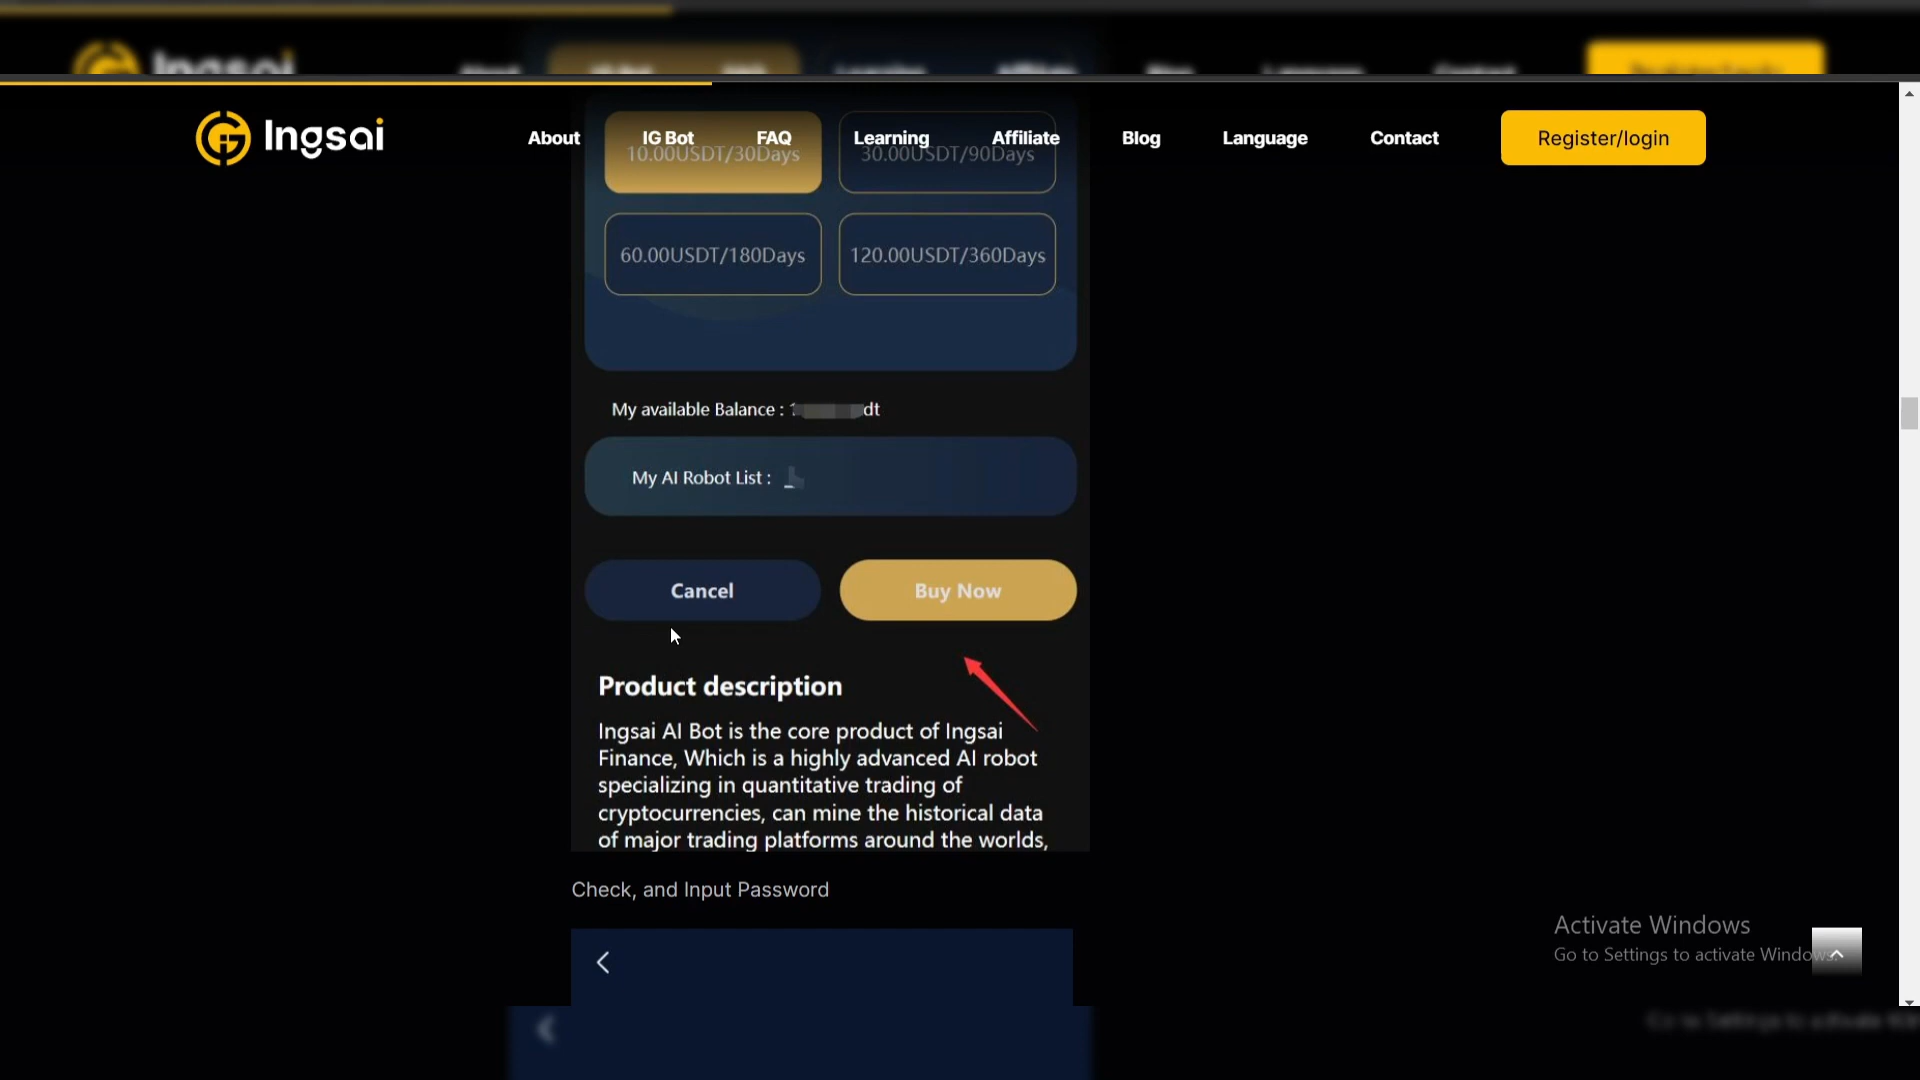 Ingsai
About
IG Bot
FAQ
Learning
Affiliate
Blog
Language
Contact
Register/login
10.00USDT/30Days
30.00USDT/90Days
60.00USDT/180Days
120.00USDT/360Days
My available Balance : dt
My AI Robot List :
Cancel
Buy Now
Product description
Ingsai AI Bot is the core product of Ingsai
Finance, Which is a highly advanced AI robot
specializing in quantitative trading of
cryptocurrencies, can mine the historical data
of major trading platforms around the worlds,
Check, and Input Password
Activate Windows
Go to Settings to activate Windows.